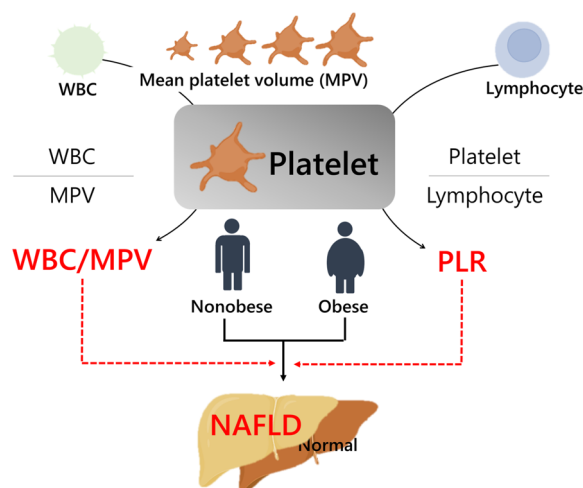 WBC
Mean platelet volume (MPV)
Lymphocyte
WBC
MPV
Platelet
Platelet
Lymphocyte
WBC/MPV
PLR
Nonobese
Obese
NAFLD
Normal